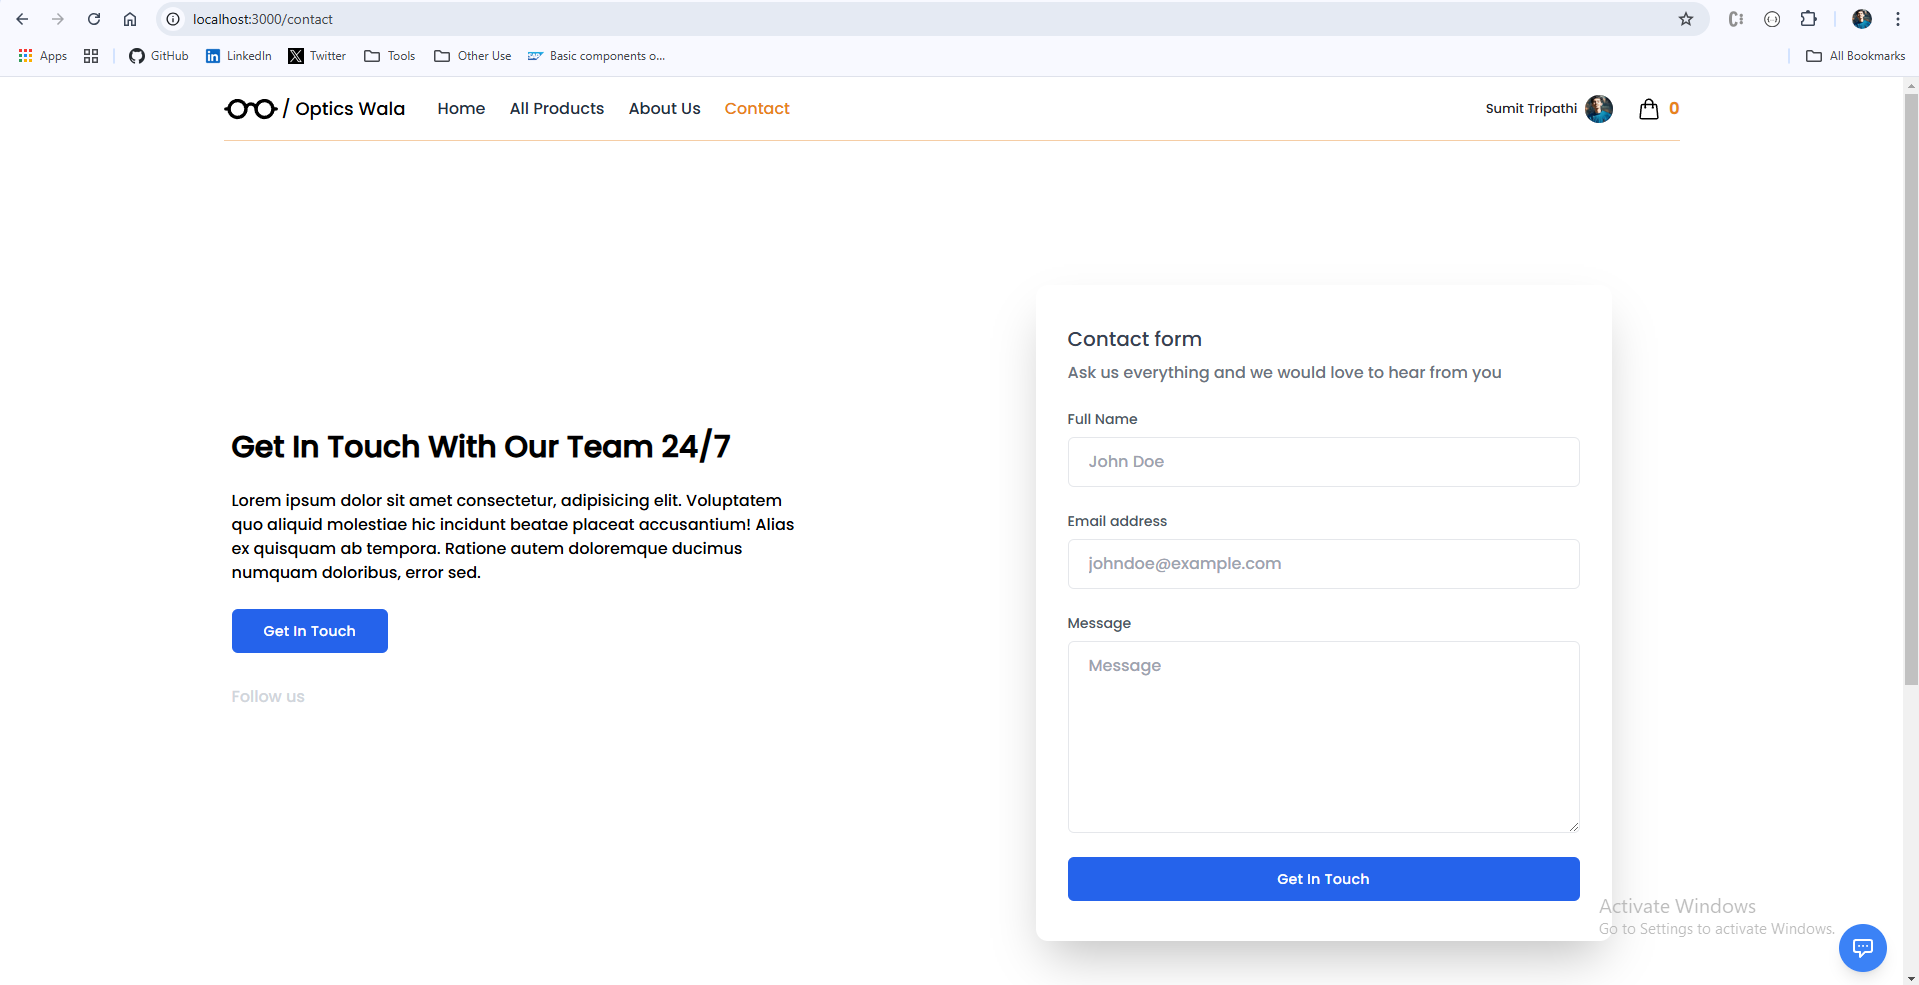 localhost:3000/contact
Apps GitHub LinkedIn Twitter Tools Other Use Basic components o... All Bookmarks
/ Optics Wala Home All Products About Us Contact Sumit Tripathi 0
Get In Touch With Our Team 24/7
Lorem ipsum dolor sit amet consectetur, adipisicing elit. Voluptatem
quo aliquid molestiae hic incidunt beatae placeat accusantium! Alias
ex quisquam ab tempora. Ratione autem doloremque ducimus
numquam doloribus, error sed.
Get In Touch
Follow us
Contact form
Ask us everything and we would love to hear from you
Full Name
John Doe
Email address
johndoe@example.com
Message
Message
Get In Touch
Activate Windows
Go to Settings to activate Windows.